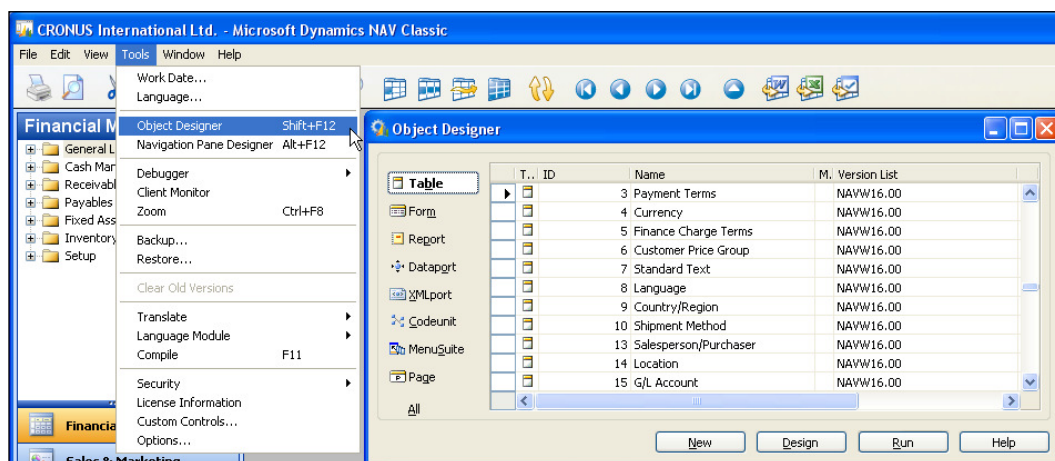 CRONUS International Ltd. - Microsoft Dynamics NAV Classic
File Edit View Tools Window Help
Work Date...
Language...
Object Designer Shift+F12
Navigation Pane Designer Alt+F12
Debugger
Client Monitor
Zoom Ctrl+F8
Backup...
Restore...
Clear Old Versions
Translate
Language Module
Compile F11
Security
License Information
Custom Controls...
Options...
Financial M
General L
Cash Man
Receivabl
Payables
Fixed Ass
Inventory
Setup
Financia
Sales & Marketing
Object Designer
Table
Form
Report
Dataport
XMLport
Codeunit
MenuSuite
Page
All
T.. ID Name M. Version List
3 Payment Terms NAVW16.00
4 Currency NAVW16.00
5 Finance Charge Terms NAVW16.00
6 Customer Price Group NAVW16.00
7 Standard Text NAVW16.00
8 Language NAVW16.00
9 Country/Region NAVW16.00
10 Shipment Method NAVW16.00
13 Salesperson/Purchaser NAVW16.00
14 Location NAVW16.00
15 G/L Account NAVW16.00
New Design Run Help